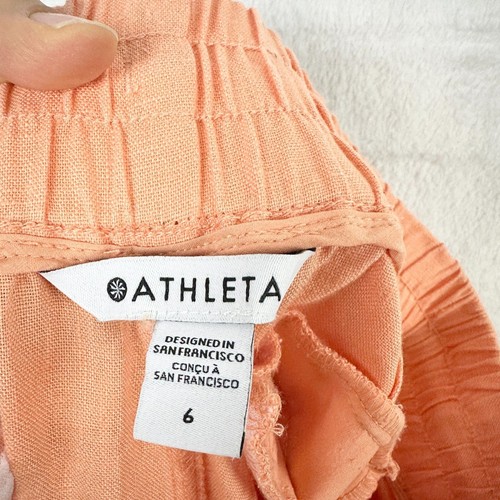 ATHLETA
DESIGNED IN
SAN FRANCISCO
CONÇU À
SAN FRANCISCO
6